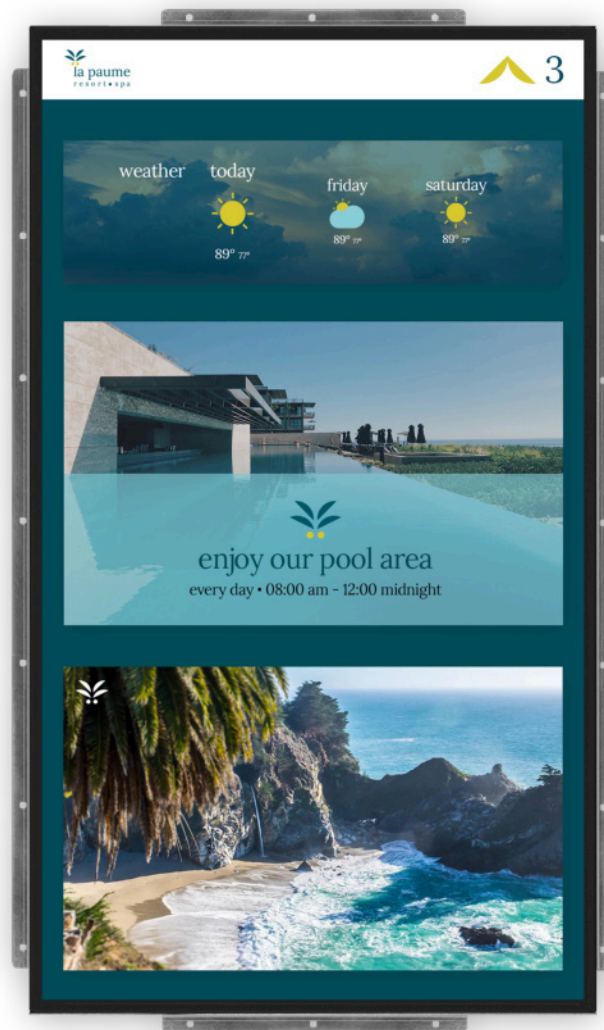 la paume
resort•spa
3
weather today friday saturday
89° 77° 89° 77° 89° 77°
enjoy our pool area
every day • 08:00 am - 12:00 midnight